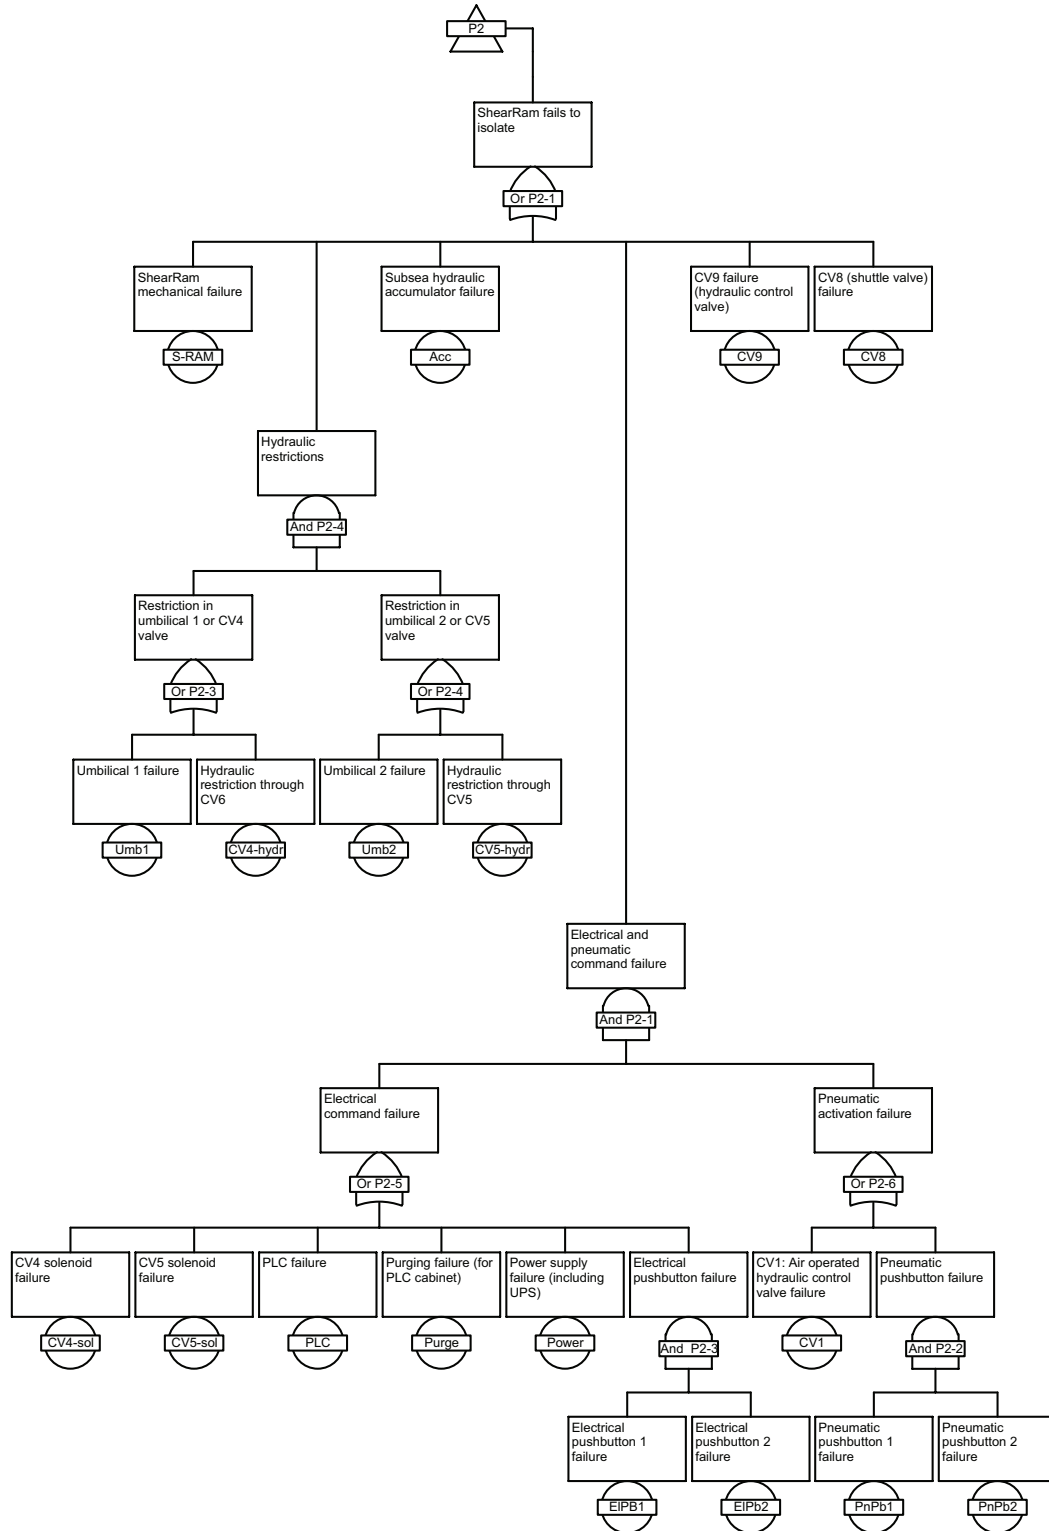 P2
ShearRam fails to
isolate
Or P2-1
ShearRam
mechanical failure
S-RAM
Subsea hydraulic
accumulator failure
Acc
CV9 failure
(hydraulic control
valve)
CV9
CV8 (shuttle valve)
failure
CV8
Hydraulic
restrictions
And P2-4
Restriction in
umbilical 1 or CV4
valve
Or P2-3
Restriction in
umbilical 2 or CV5
valve
Or P2-4
Umbilical 1 failure
Umb1
Hydraulic
restriction through
CV6
CV4-hydr
Umbilical 2 failure
Umb2
Hydraulic
restriction through
CV5
CV5-hydr
Electrical and
pneumatic
command failure
And P2-1
Electrical
command failure
Or P2-5
Pneumatic
activation failure
Or P2-6
CV4 solenoid
failure
CV4-sol
CV5 solenoid
failure
CV5-sol
PLC failure
PLC
Purging failure (for
PLC cabinet)
Purge
Power supply
failure (including
UPS)
Power
Electrical
pushbutton failure
And P2-3
CV1: Air operated
hydraulic control
valve failure
CV1
Pneumatic
pushbutton failure
And P2-2
Electrical
pushbutton 1
failure
ElPB1
Electrical
pushbutton 2
failure
ElPb2
Pneumatic
pushbutton 1
failure
PnPb1
Pneumatic
pushbutton 2
failure
PnPb2